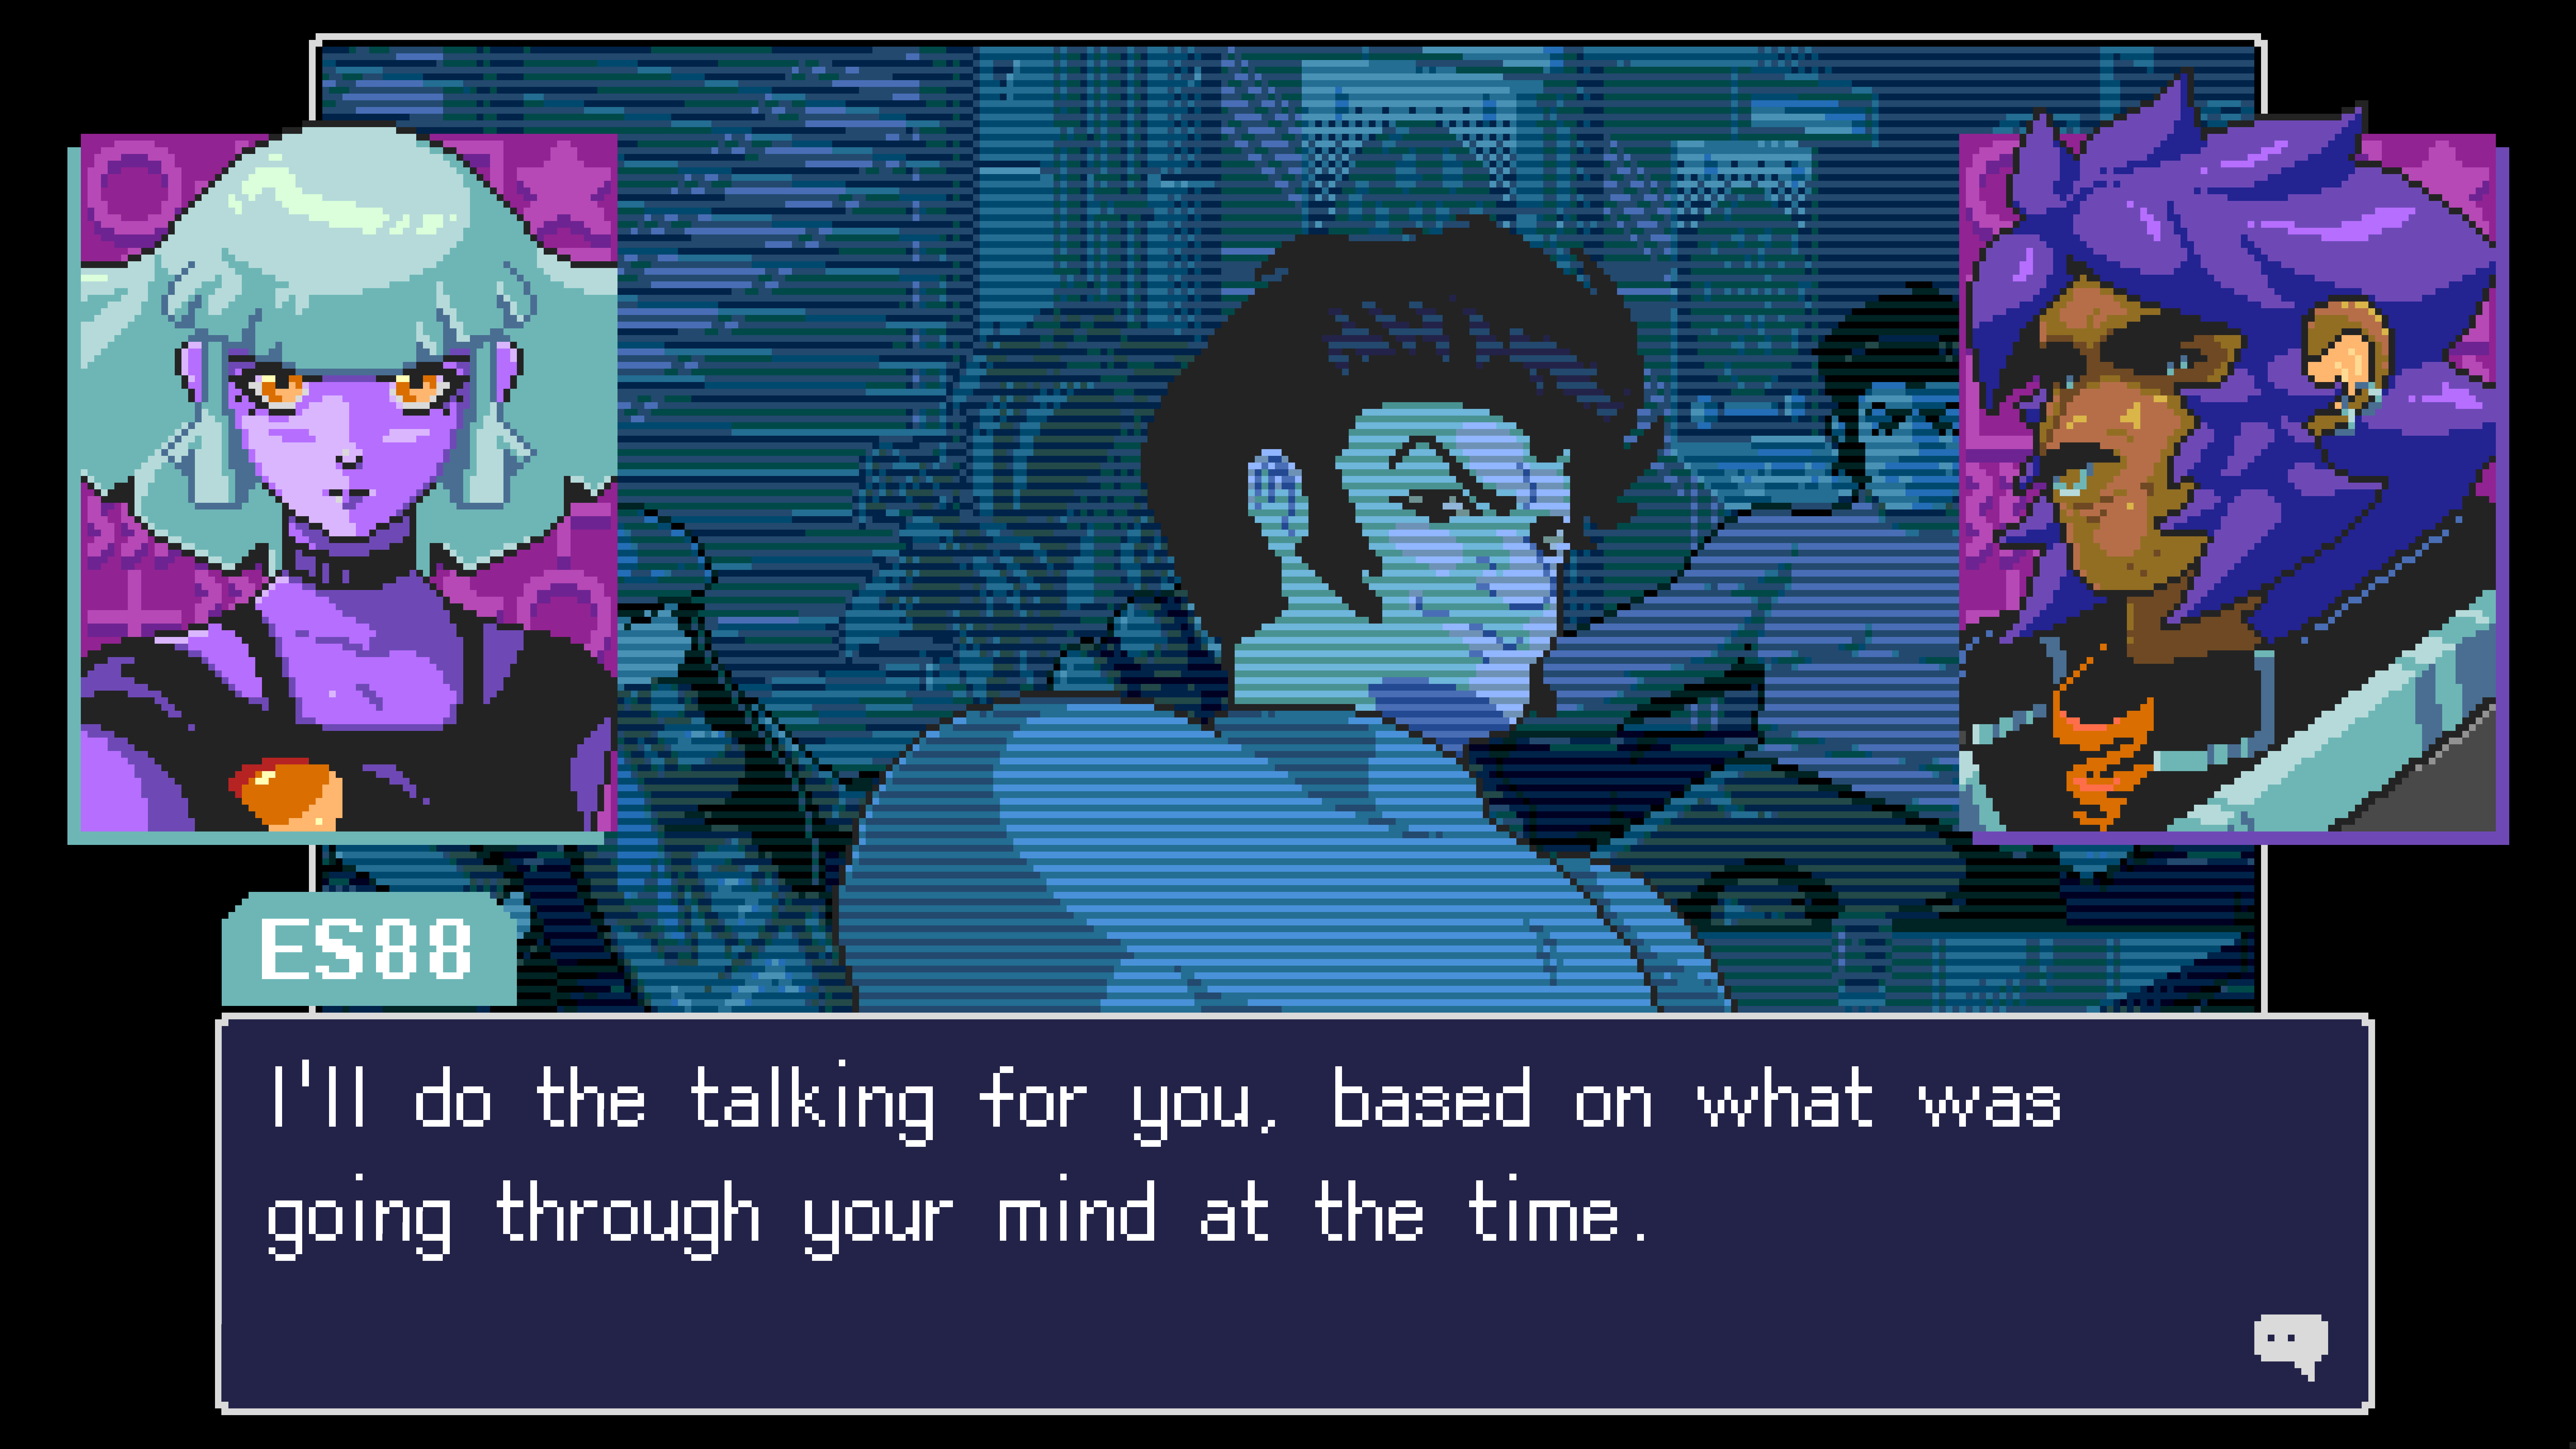 ES88
I'll do the talking for you, based on what was
going through your mind at the time.